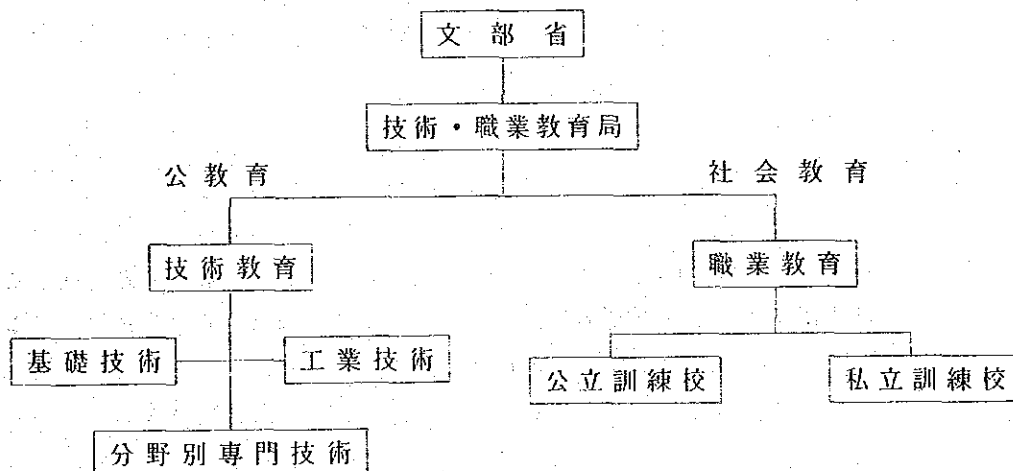 文部省
技術・職業教育局
公教育
社会教育
技術教育
職業教育
基礎技術
工業技術
公立訓練校
私立訓練校
分野別専門技術